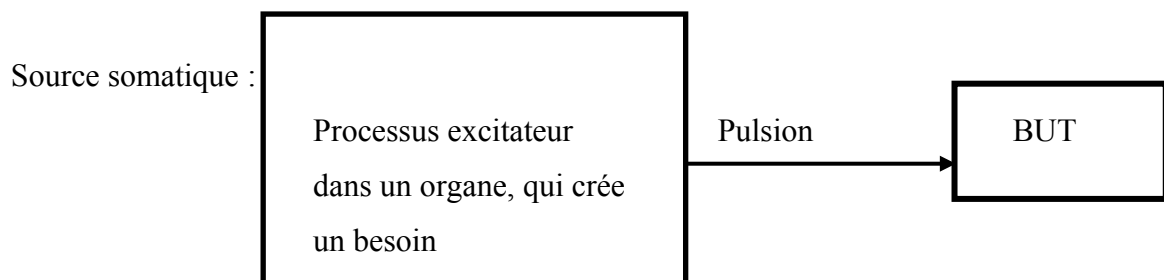 Source somatique :
Processus excitateur
dans un organe, qui crée
un besoin
Pulsion
BUT